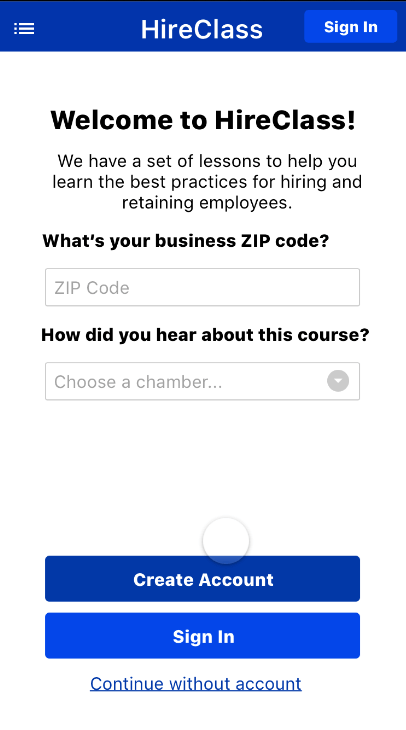 HireClass
Sign In
Welcome to HireClass!
We have a set of lessons to help you
learn the best practices for hiring and
retaining employees.
What's your business ZIP code?
ZIP Code
How did you hear about this course?
Choose a chamber...
Create Account
Sign In
Continue without account